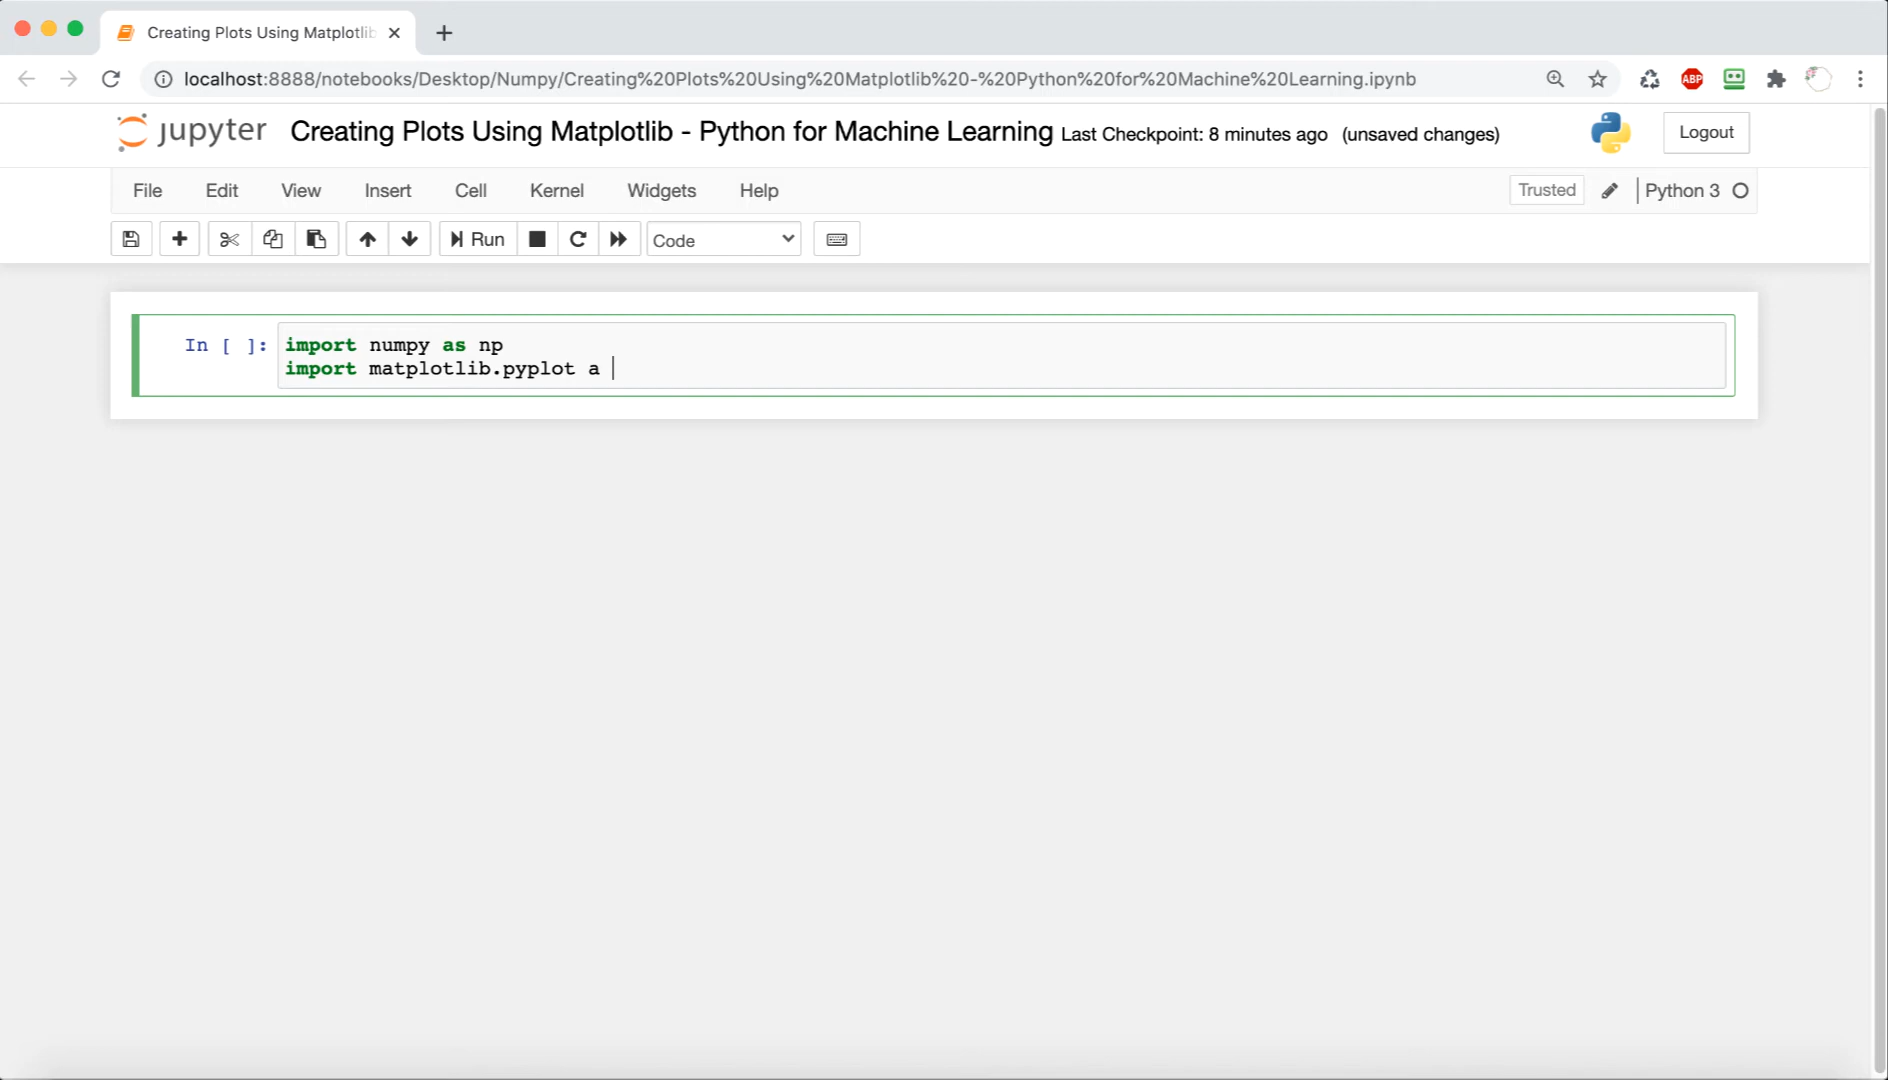 Creating Plots Using Matplotlib
localhost:8888/notebooks/Desktop/Numpy/Creating%20Plots%20Using%20Matplotlib%20-%20Python%20for%20Machine%20Learning.ipynb
ABP
jupyter Creating Plots Using Matplotlib - Python for Machine Learning Last Checkpoint: 8 minutes ago (unsaved changes) Logout
File Edit View Insert Cell Kernel Widgets Help Trusted Python 3
Run Code
In [ ]: import numpy as np
import matplotlib.pyplot a